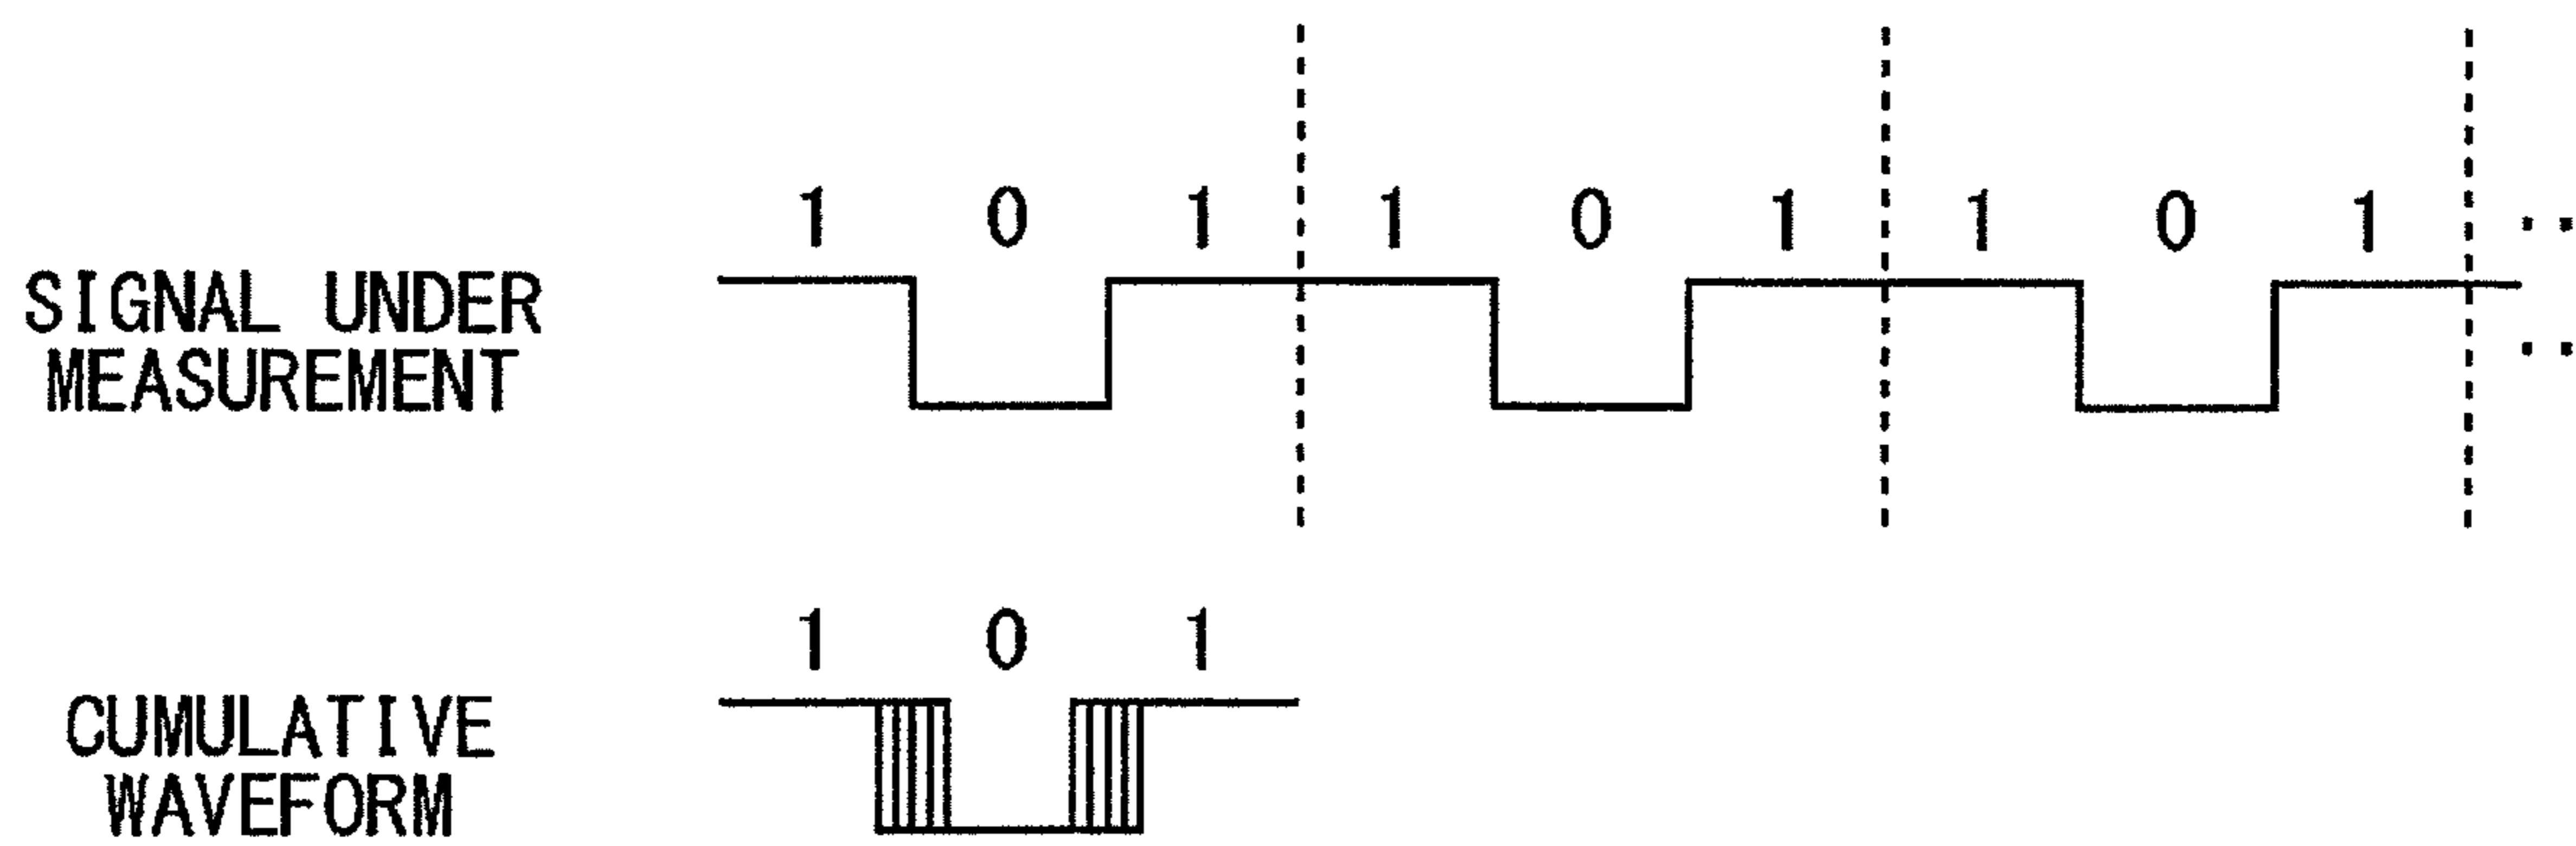 1 0 1 1 0 1 1 0 1 ..
SIGNAL UNDER
MEASUREMENT
..
1 0 1
CUMULATIVE
WAVEFORM